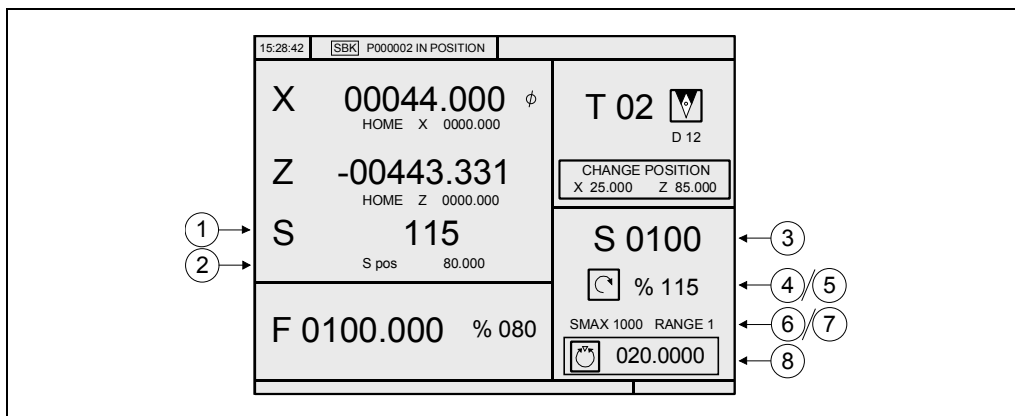 15:28:42 SBK P000002 IN POSITION
X 00044.000 ϕ
HOME X 0000.000
Z -00443.331
HOME Z 0000.000
1 S 115
2 S pos 80.000
F 0100.000 % 080
T 02
D 12
CHANGE POSITION
X 25.000 Z 85.000
S 0100 3
% 115 4/5
SMAX 1000 RANGE 1 6/7
020.0000 8